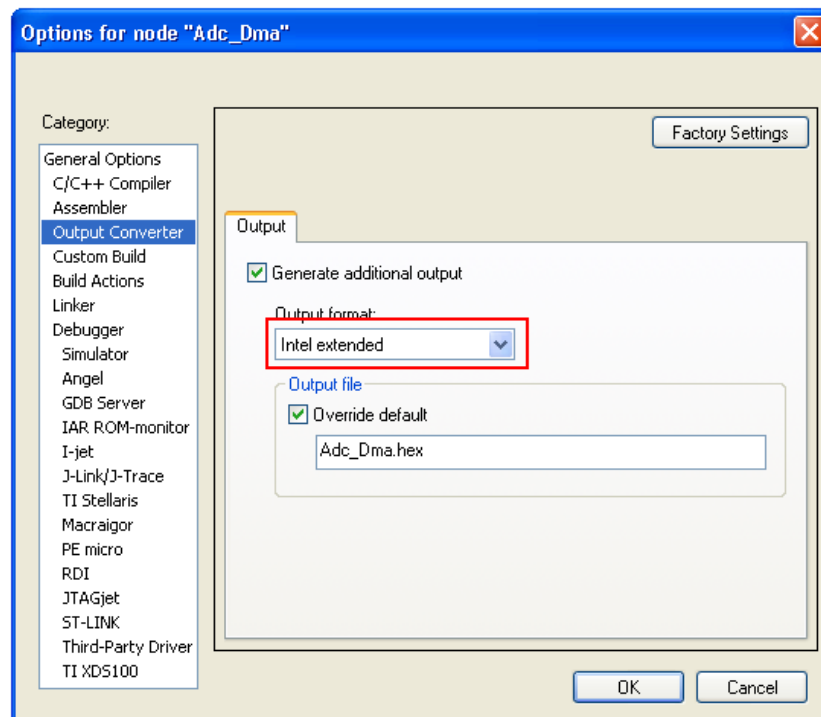 Options for node "Adc_Dma"
Category:
Factory Settings
General Options
C/C++ Compiler
Assembler
Output Converter
Custom Build
Build Actions
Linker
Debugger
Simulator
Angel
GDB Server
IAR ROM-monitor
I-jet
J-Link/J-Trace
TI Stellaris
Macraigor
PE micro
RDI
JTAGjet
ST-LINK
Third-Party Driver
TI XDS100
Output
Generate additional output
Output format:
Intel extended
Output file
Override default
Adc_Dma.hex
OK
Cancel